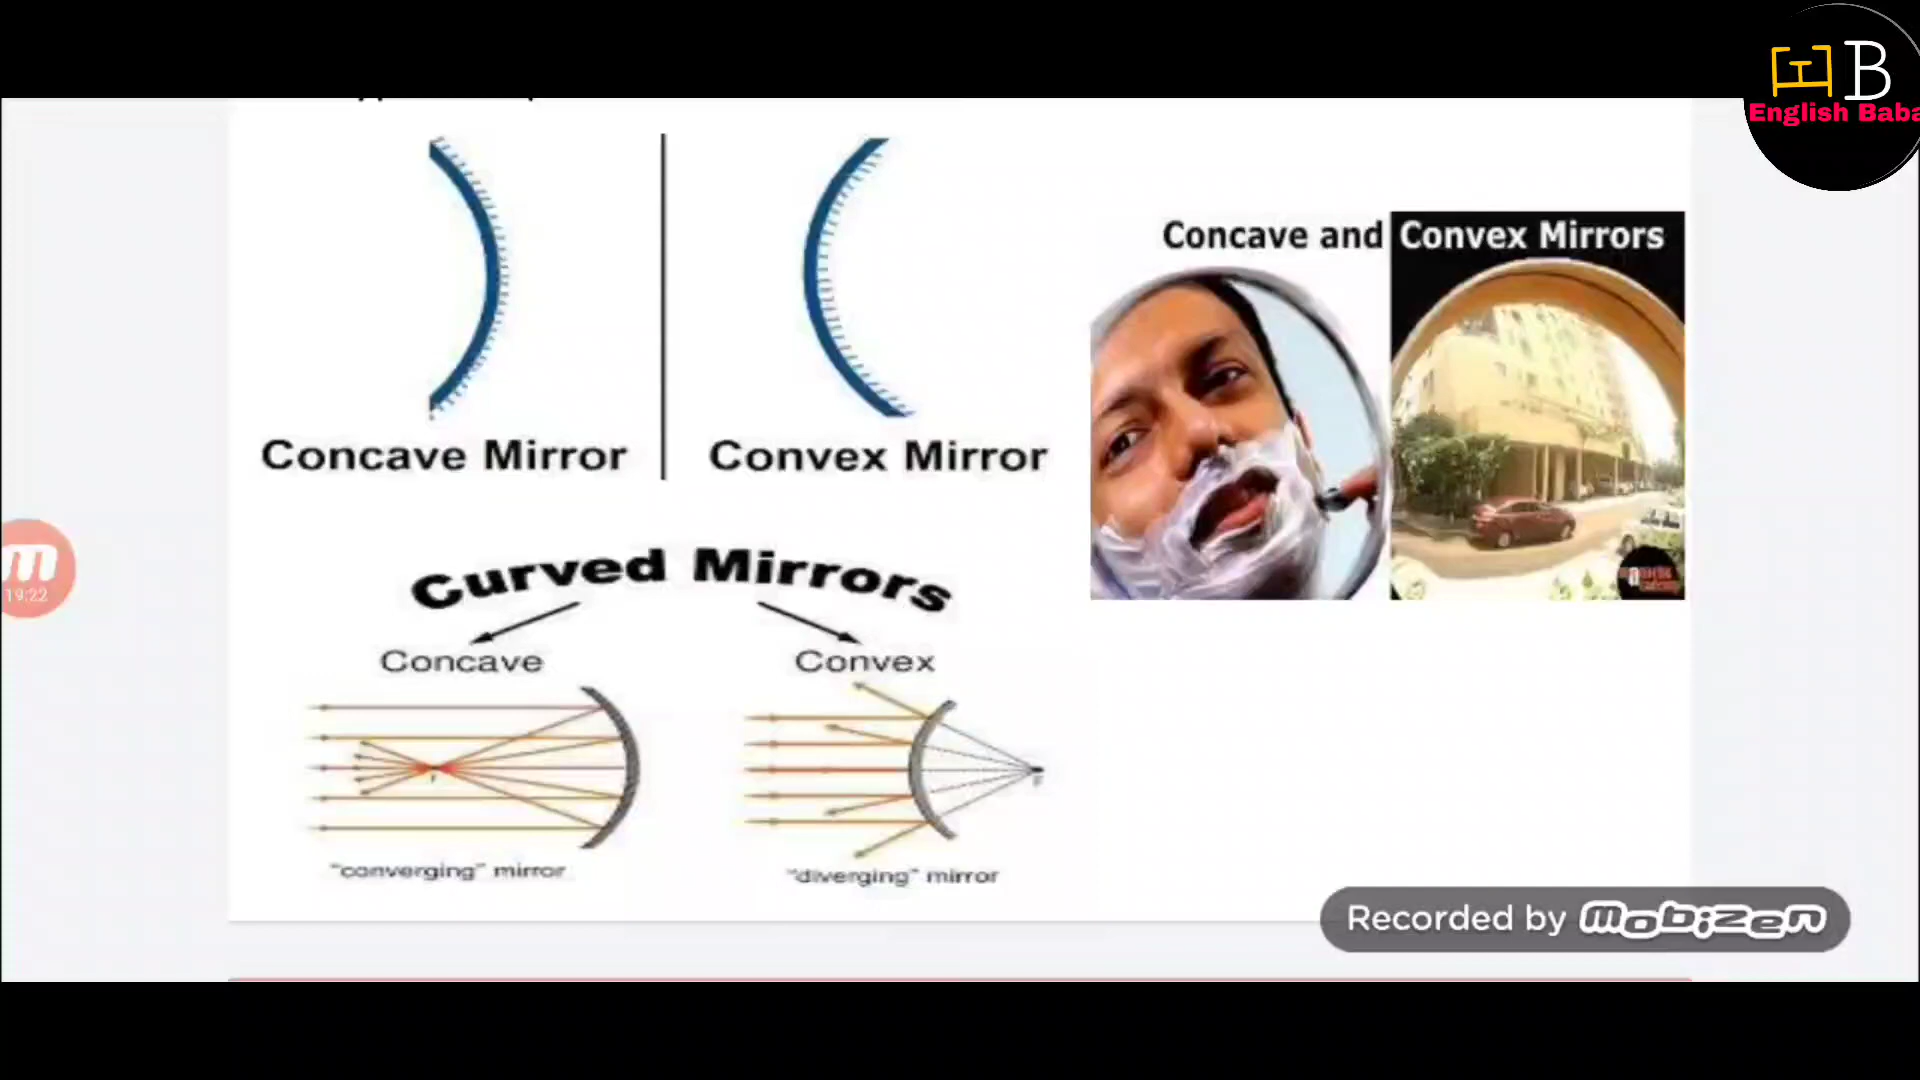 EB
English Baba
Concave Mirror
Convex Mirror
Concave and Convex Mirrors
Curved Mirrors
Concave
Convex
F
"converging" mirror
"diverging" mirror
m
19:22
Recorded by mobizen